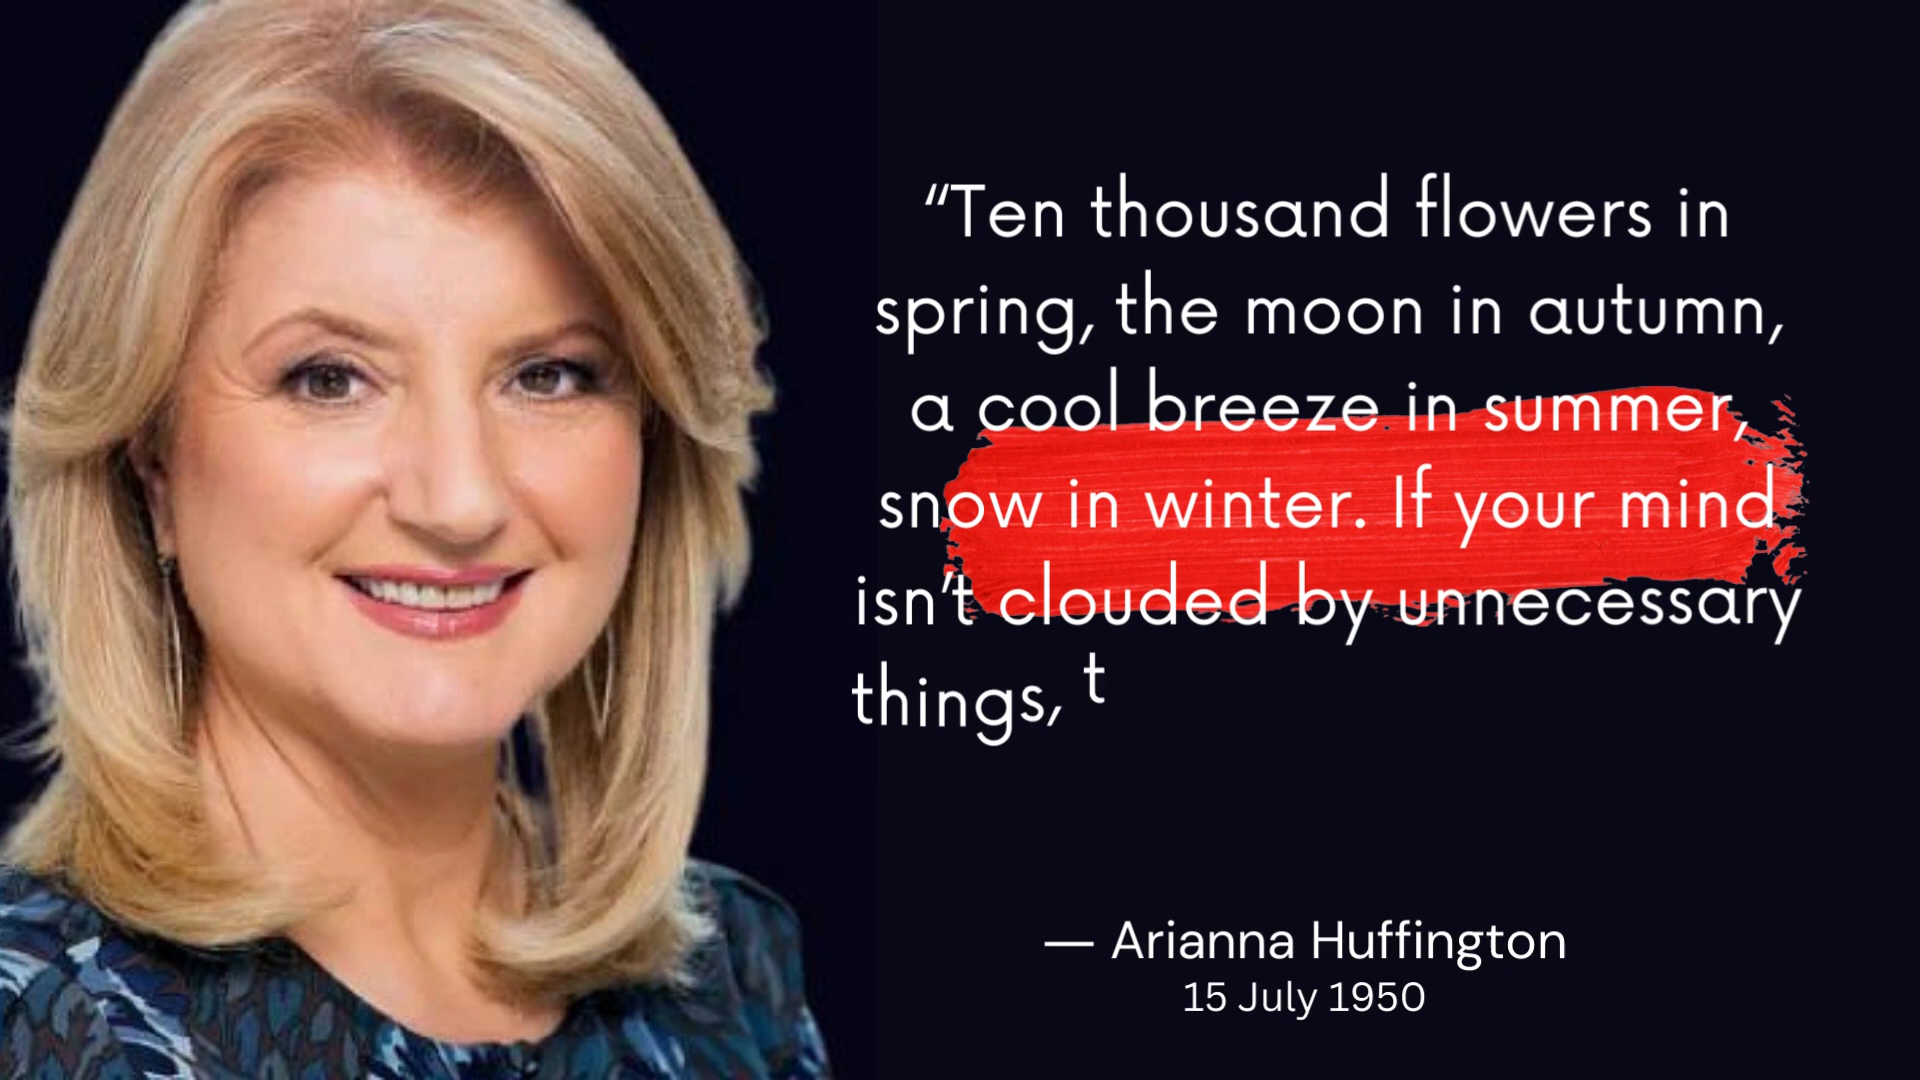 “Ten thousand flowers in
spring, the moon in autumn,
a cool breeze in summer,
snow in winter. If your mind
isn’t clouded by unnecessary
things, t
— Arianna Huffington
15 July 1950